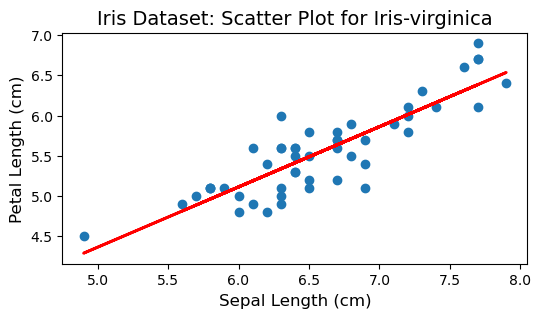 Iris Dataset: Scatter Plot for Iris-virginica
7.0
6.5
6.0
5.5
5.0
4.5
Petal Length (cm)
5.0 5.5 6.0 6.5 7.0 7.5 8.0
Sepal Length (cm)